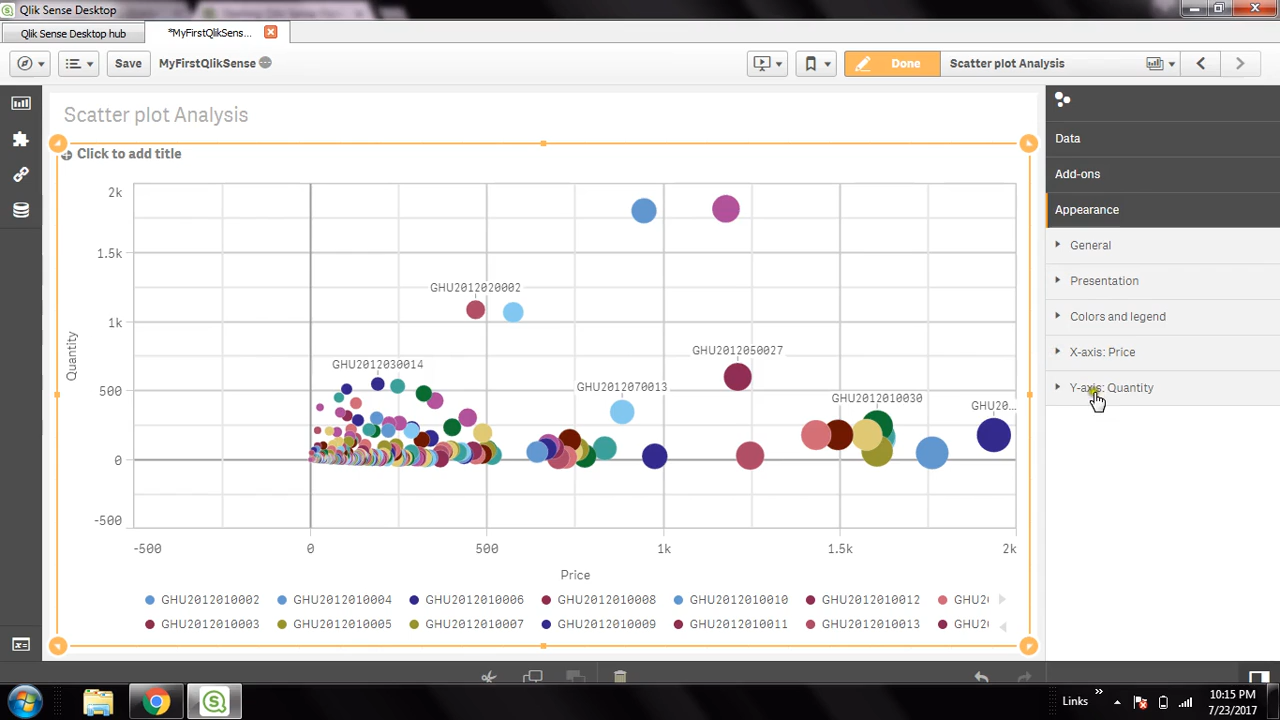 Qlik Sense Desktop
Qlik Sense Desktop hub
*MyFirstQlikSens...
Save
MyFirstQlikSense
Done
Scatter plot Analysis
Scatter plot Analysis
Click to add title
Data
Add-ons
Appearance
General
Presentation
Colors and legend
X-axis: Price
Y-axis: Quantity
2k
1.5k
1k
500
0
-500
Quantity
GHU2012020002
GHU2012030014
GHU2012050027
GHU2012070013
GHU2012010030
GHU20...
-500 0 500 1k 1.5k 2k
Price
GHU2012010002 GHU2012010004 GHU2012010006 GHU2012010008 GHU2012010010 GHU2012010012 GHU20
GHU2012010003 GHU2012010005 GHU2012010007 GHU2012010009 GHU2012010011 GHU2012010013 GHU20
Links
10:15 PM
7/23/2017